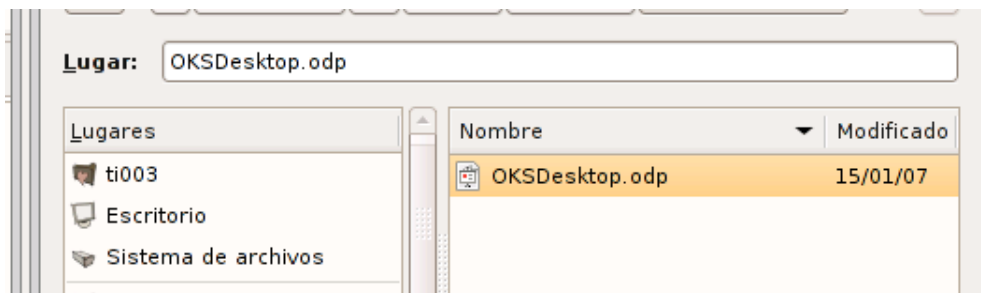 Lugar: OKSDesktop.odp
Lugares
Nombre Modificado
ti003
OKSDesktop.odp 15/01/07
Escritorio
Sistema de archivos